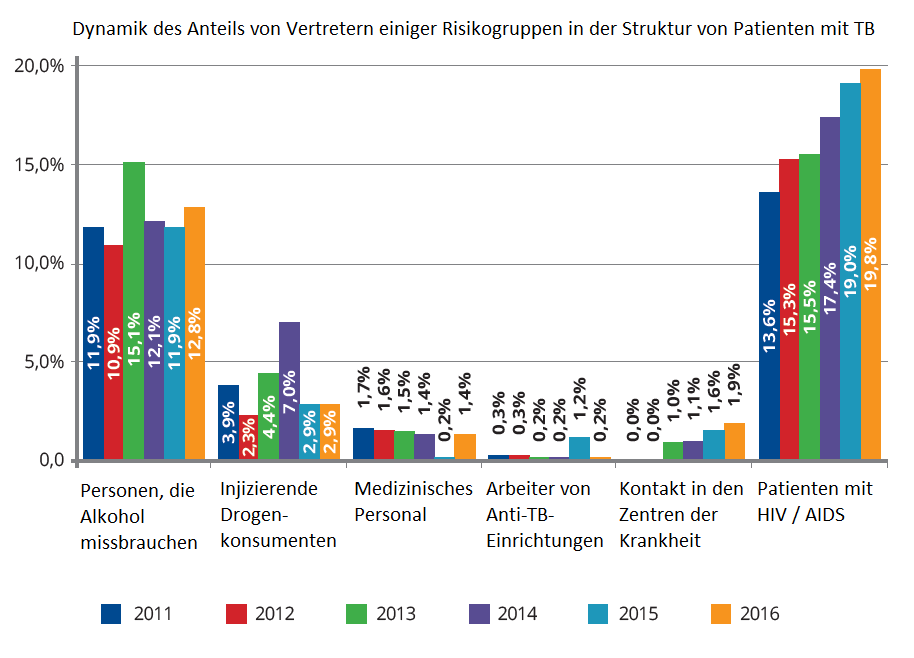 Dynamik des Anteils von Vertretern einiger Risikogruppen in der Struktur von Patienten mit TB
20,0%
15,0%
10,0%
5,0%
0,0
11,9%
10,9%
15,1%
12,1%
11,9%
12,8%
3,9%
2,3%
4,4%
7,0%
2,9%
2,9%
1,7%
1,6%
1,5%
1,4%
0,2%
1,4%
0,3%
0,3%
0,2%
0,2%
1,2%
0,2%
0,0%
0,0%
1,0%
1,1%
1,6%
1,9%
13,6%
15,3%
15,5%
17,4%
19,0%
19,8%
Personen, die
Alkohol
missbrauchen
Injizierende
Drogen-
konsumenten
Medizinisches
Personal
Arbeiter von
Anti-TB-
Einrichtungen
Kontakt in den
Zentren der
Krankheit
Patienten mit
HIV / AIDS
2011
2012
2013
2014
2015
2016